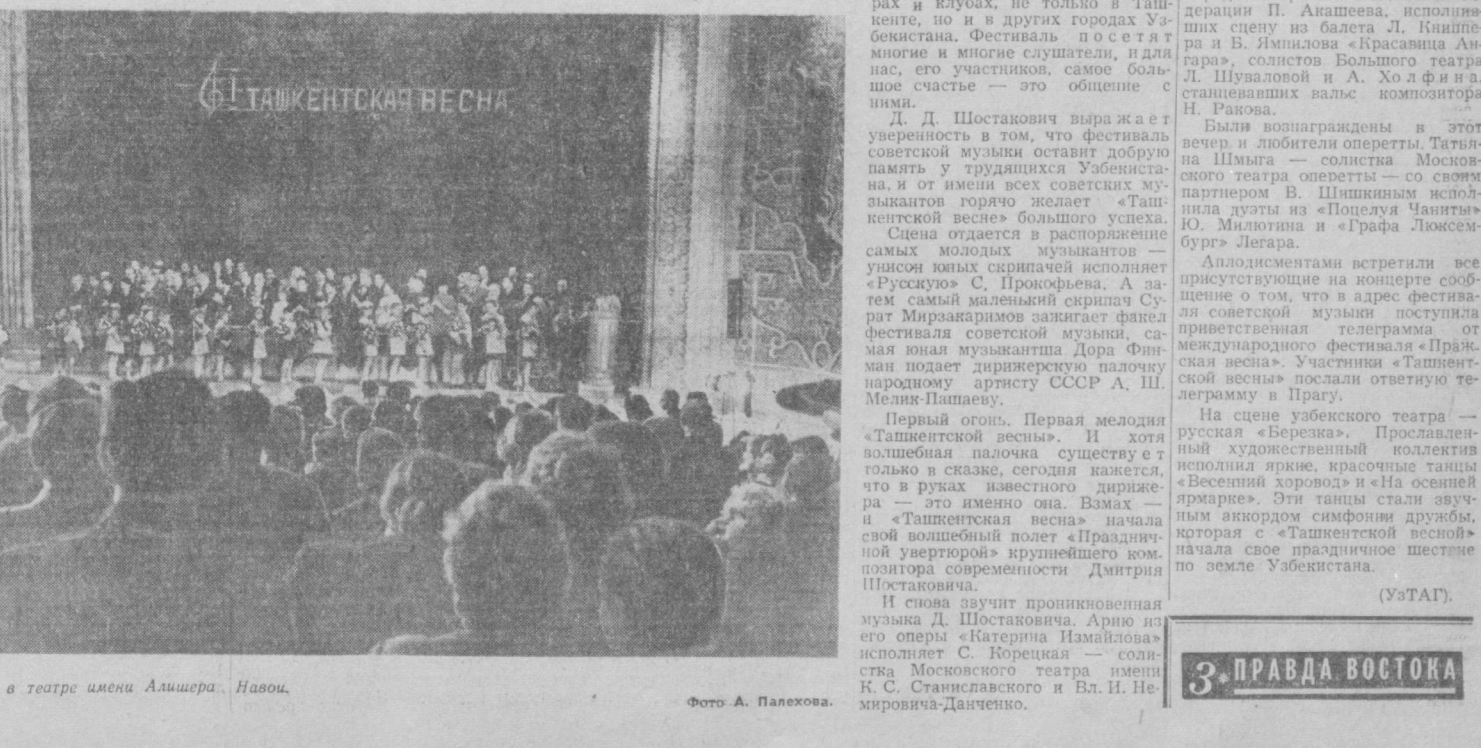 ТАШКЕНТСКАЯ ВЕСНА
в театре имени Алишера Навои.
Фото А. Палехова.
рах и клубах, не только в Таш-
кенте, но и в других городах Уз-
бекистана. Фестиваль посетят
многие и многие слушатели, и для
нас, его участников, самое боль-
шое счастье — это общение с
ними.
Д. Д. Шостакович выражает
уверенность в том, что фестиваль
советской музыки оставит добрую
память у трудящихся Узбекиста-
на, и от имени всех советских му-
зыкантов горячо желает «Таш-
кентской весне» большого успеха.
Сцена отдается в распоряжение
самых молодых музыкантов —
унисон юных скрипачей исполняет
«Русскую» С. Прокофьева. А за-
тем самый маленький скрипач Су-
рат Мирзакаримов зажигает факел
фестиваля советской музыки, са-
мая юная музыкантша Дора Фин-
ман подает дирижерскую палочку
народному артисту СССР А. Ш.
Мелик-Пашаеву.
Первый огонь. Первая мелодия
«Ташкентской весны». И хотя
волшебная палочка существует
только в сказке, сегодня кажется,
что в руках известного дириже-
ра — это именно она. Взмах —
и «Ташкентская весна» начала
свой волшебный полет «Празднич-
ной увертюрой» крупнейшего ком-
позитора современности Дмитрия
Шостаковича.
И снова звучит проникновенная
музыка Д. Шостаковича. Арию из
его оперы «Катерина Измайлова»
исполняет С. Корецкая — соли-
стка Московского театра имени
К. С. Станиславского и Вл. И. Не-
мировича-Данченко.
дерации П. Акашеева, исполнив-
ших сцену из балета Л. Книппе-
ра и Б. Ямпилова «Красавица Ан-
гара», солистов Большого театра
Л. Шуваловой и А. Холфина,
станцевавших вальс композитора
Н. Ракова.
Были вознаграждены в этот
вечер и любители оперетты. Татья-
на Шмыга — солистка Москов-
ского театра оперетты — со своим
партнером В. Шишкиным испол-
нила дуэты из «Поцелуя Чаниты»
Ю. Милютина и «Графа Люксем-
бург» Легара.
Аплодисментами встретили все
присутствующие на концерте сооб-
щение о том, что в адрес фестива-
ля советской музыки поступила
приветственная телеграмма от
международного фестиваля «Праж-
ская весна». Участники «Ташкент-
ской весны» послали ответную те-
леграмму в Прагу.
На сцене узбекского театра —
русская «Березка». Прославлен-
ный художественный коллектив
исполнил яркие, красочные танцы
«Весенний хоровод» и «На осенней
ярмарке». Эти танцы стали звуч-
ным аккордом симфонии дружбы,
которая с «Ташкентской весной»
начала свое праздничное шествие
по земле Узбекистана.
(УзТАГ).
3 * ПРАВДА ВОСТОКА